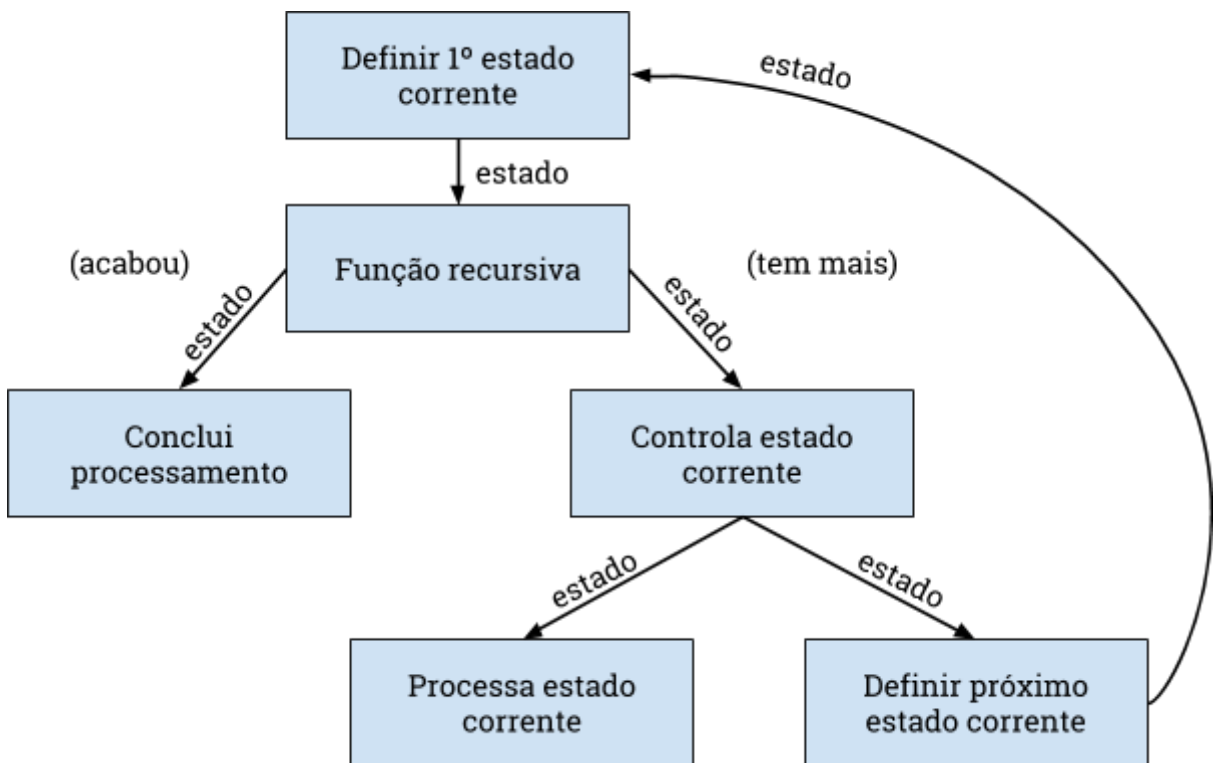 Definir 1º estado
corrente
estado
estado
(acabou)
Função recursiva
(tem mais)
estado
estado
Conclui
processamento
Controla estado
corrente
estado
estado
Processa estado
corrente
Definir próximo
estado corrente